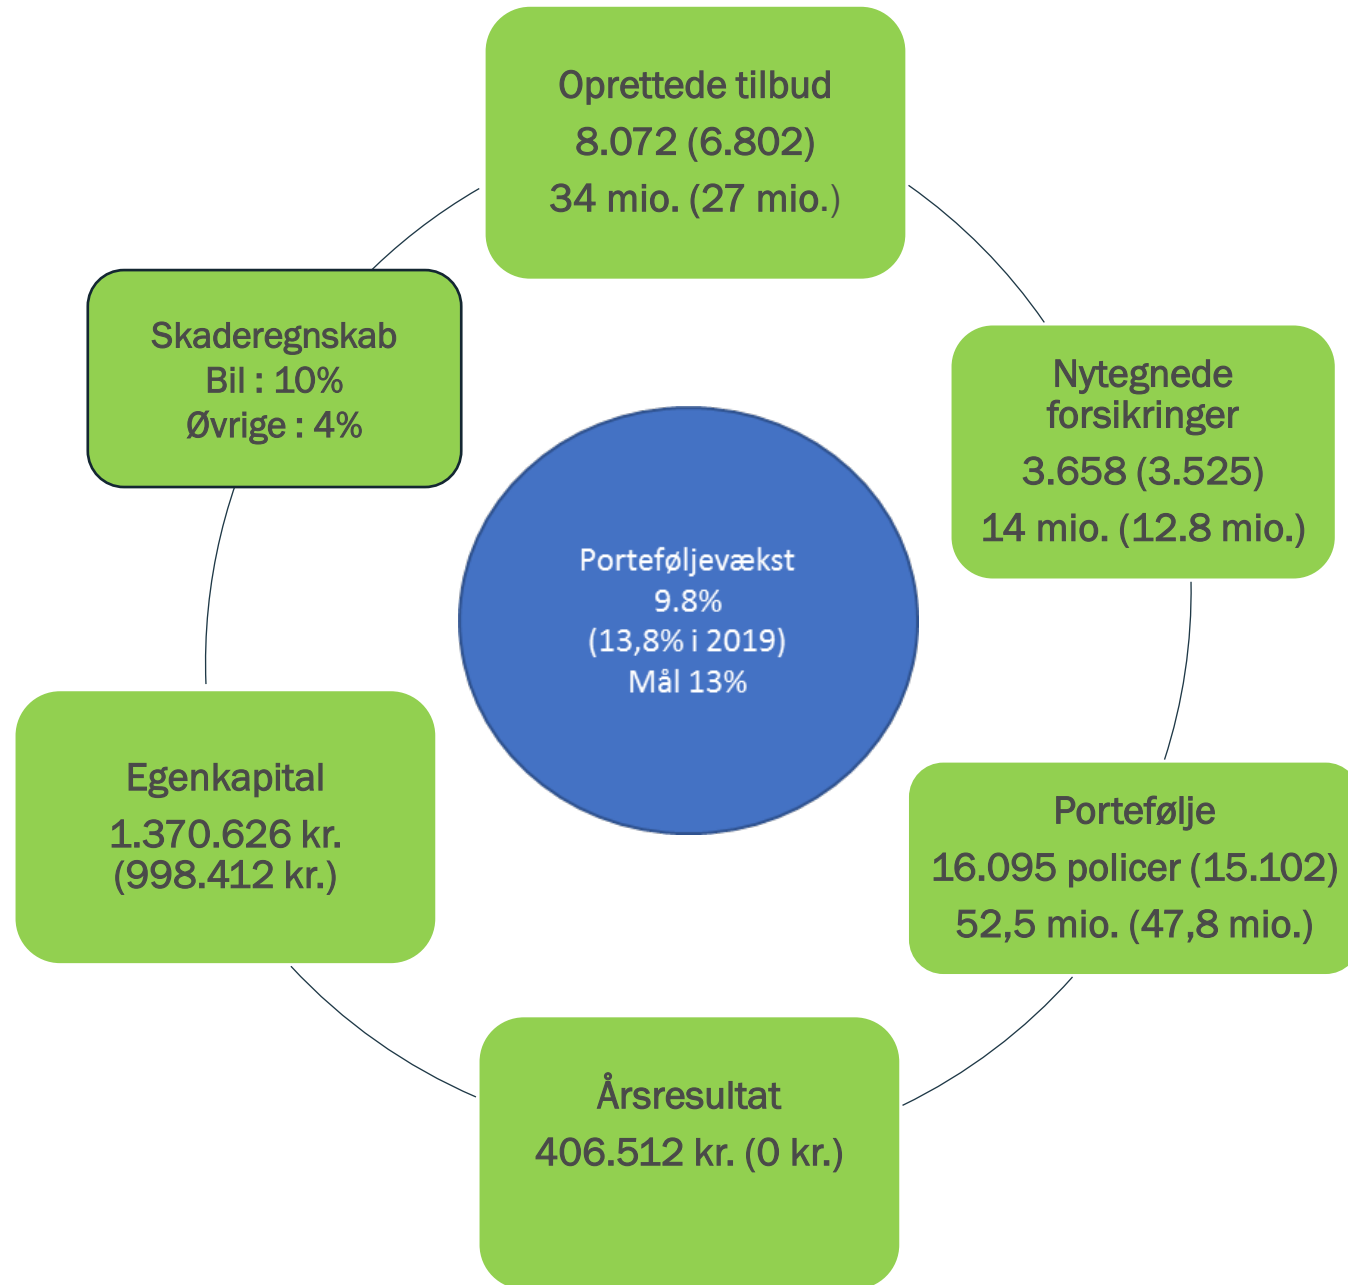 Oprettede tilbud
8.072 (6.802)
34 mio. (27 mio.)
Nytegnede
forsikringer
3.658 (3.525)
14 mio. (12.8 mio.)
Portefølje
16.095 policer (15.102)
52,5 mio. (47,8 mio.)
Årsresultat
406.512 kr. (0 kr.)
Egenkapital
1.370.626 kr.
(998.412 kr.)
Skaderegnskab
Bil : 10%
Øvrige : 4%
Porteføljevækst
9.8%
(13,8% i 2019)
Mål 13%